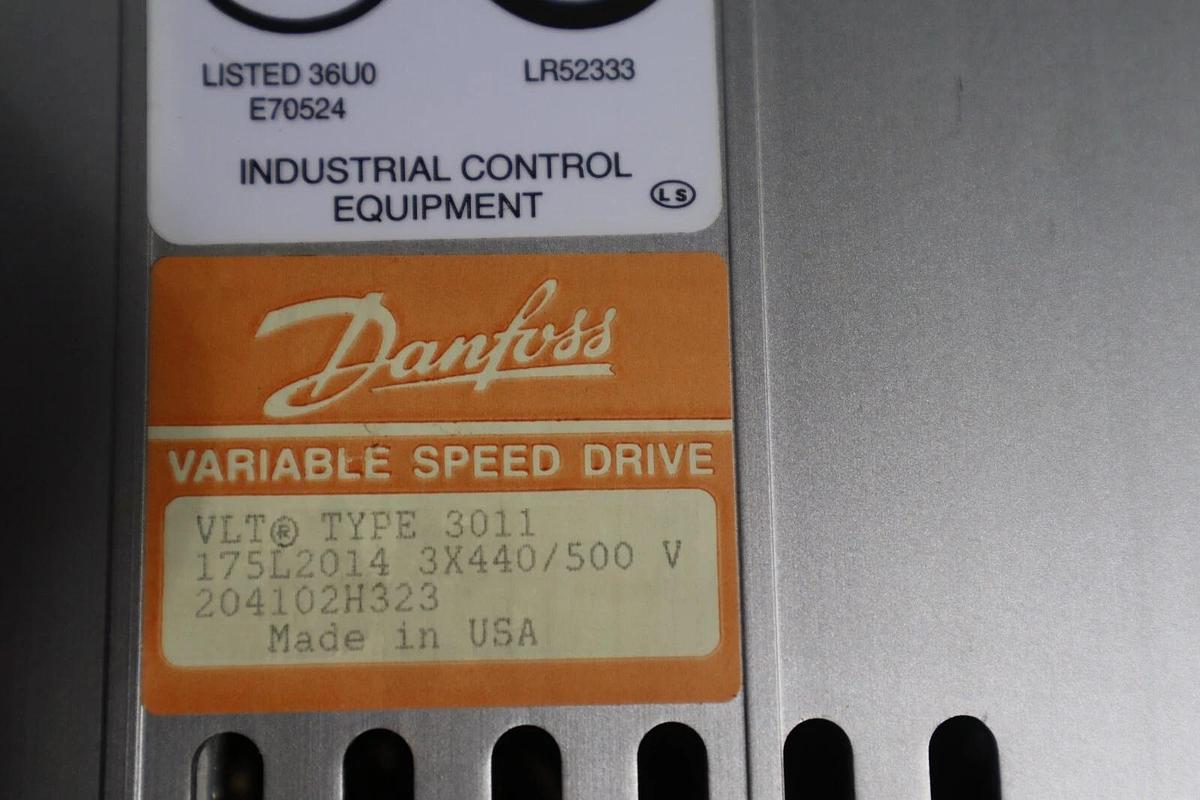 LISTED 36U0
E70524
LR52333
INDUSTRIAL CONTROL
EQUIPMENT
LS
Danfoss
VARIABLE SPEED DRIVE
VLT® TYPE 3011
175L2014 3X440/500 V
204102H323
Made in USA